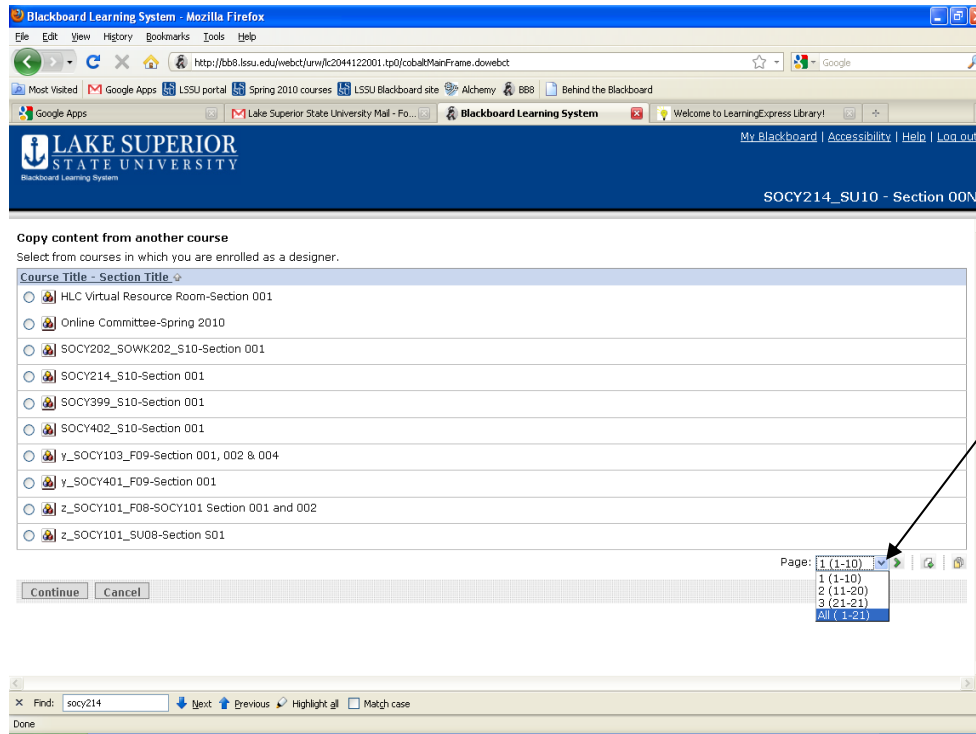 Blackboard Learning System - Mozilla Firefox
File Edit View History Bookmarks Tools Help
http://bb8.lssu.edu/webct/urw/lc2044122001.tp0/cobaltMainFrame.dowebct
Google
Most Visited Google Apps LSSU portal Spring 2010 courses LSSU Blackboard site Alchemy BB8 Behind the Blackboard
Google Apps Lake Superior State University Mail - Fo... Blackboard Learning System Welcome to LearningExpress Library!
LAKE SUPERIOR
STATE UNIVERSITY
Blackboard Learning System
My Blackboard | Accessibility | Help | Log out
SOCY214_SU10 - Section 00N
Copy content from another course
Select from courses in which you are enrolled as a designer.
Course Title - Section Title
HLC Virtual Resource Room-Section 001
Online Committee-Spring 2010
SOCY202_SOWK202_S10-Section 001
SOCY214_S10-Section 001
SOCY399_S10-Section 001
SOCY402_S10-Section 001
y_SOCY103_F09-Section 001, 002 & 004
y_SOCY401_F09-Section 001
z_SOCY101_F08-SOCY101 Section 001 and 002
z_SOCY101_SU08-Section S01
Page: 1 (1-10)
1 (1-10)
2 (11-20)
3 (21-21)
All ( 1-21)
Continue Cancel
× Find: socy214 Next Previous Highlight all Match case
Done